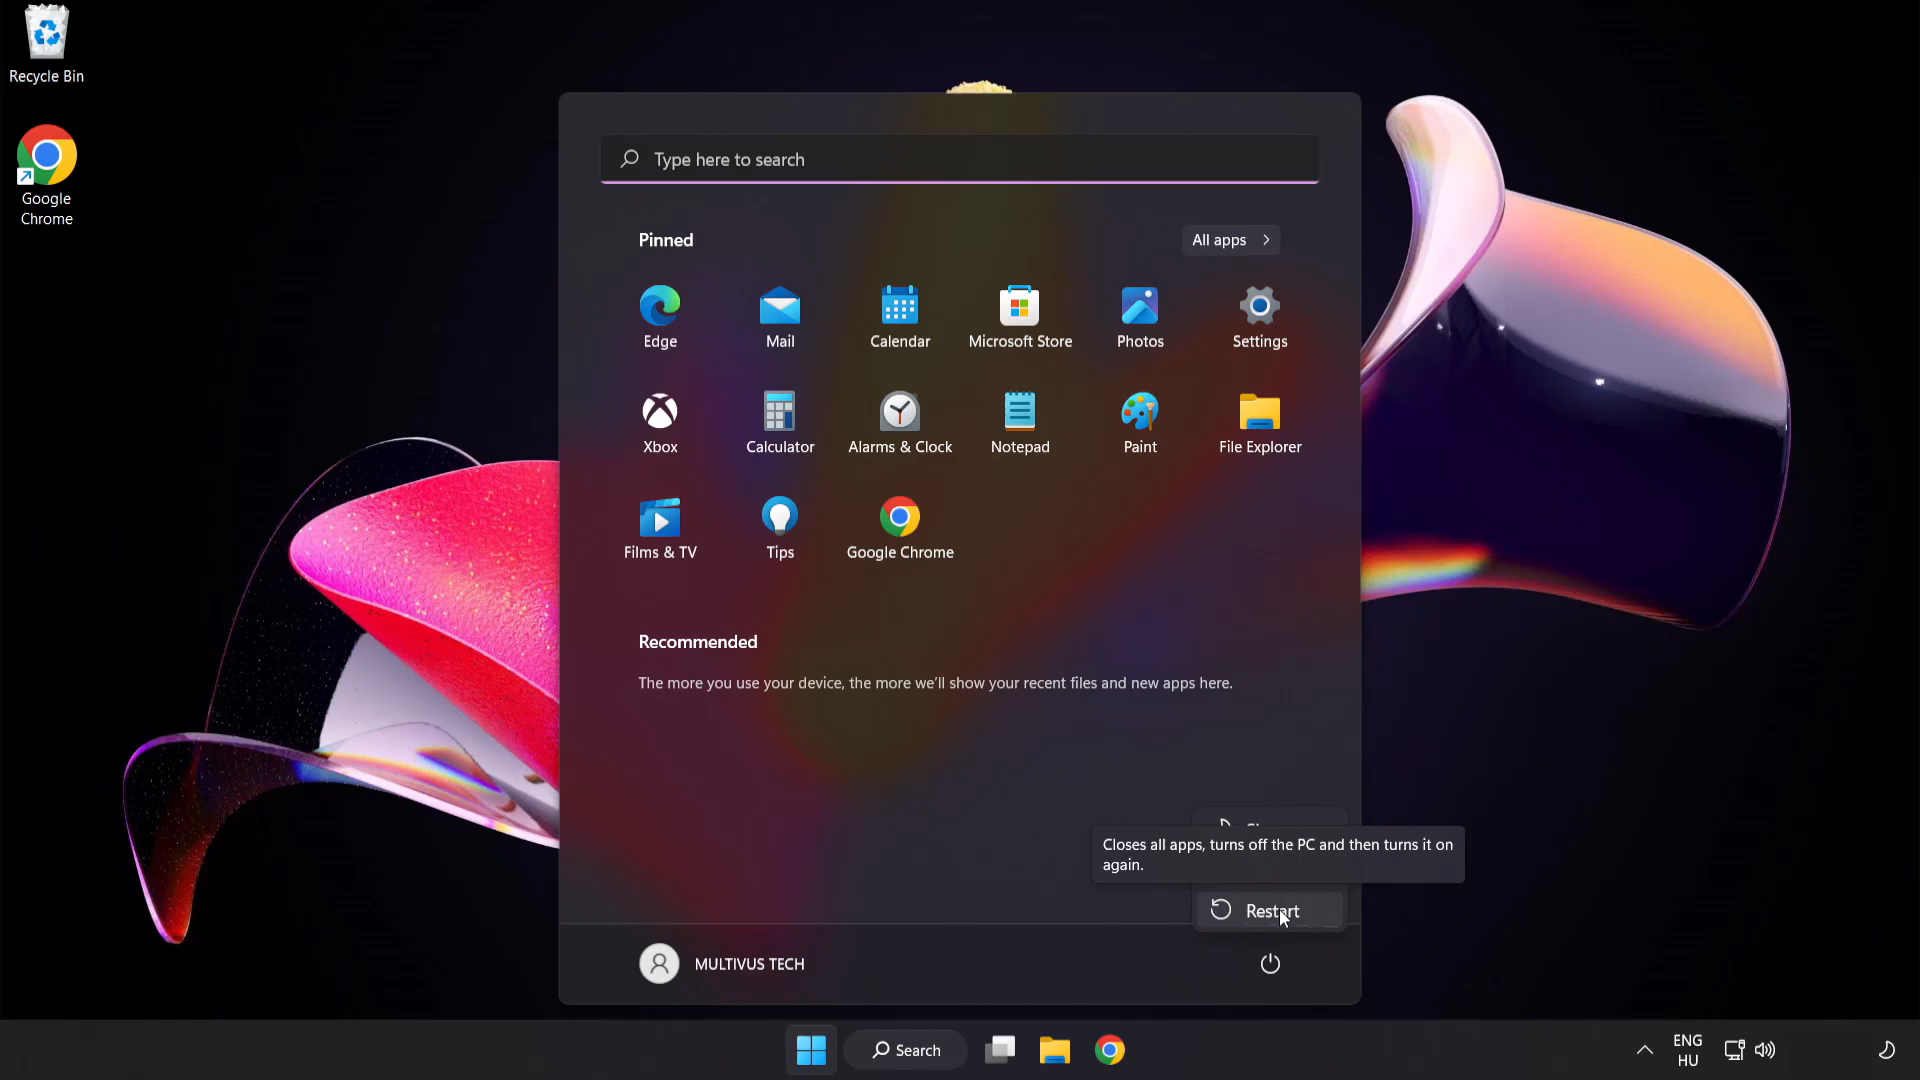 Recycle Bin
Google
Chrome
Type here to search
Pinned
All apps
Edge
Mail
Calendar
Microsoft Store
Photos
Settings
Xbox
Calculator
Alarms & Clock
Notepad
Paint
File Explorer
Films & TV
Tips
Google Chrome
Recommended
The more you use your device, the more we'll show your recent files and new apps here.
Closes all apps, turns off the PC and then turns it on
again.
Restart
MULTIVUS TECH
Search
ENG
HU